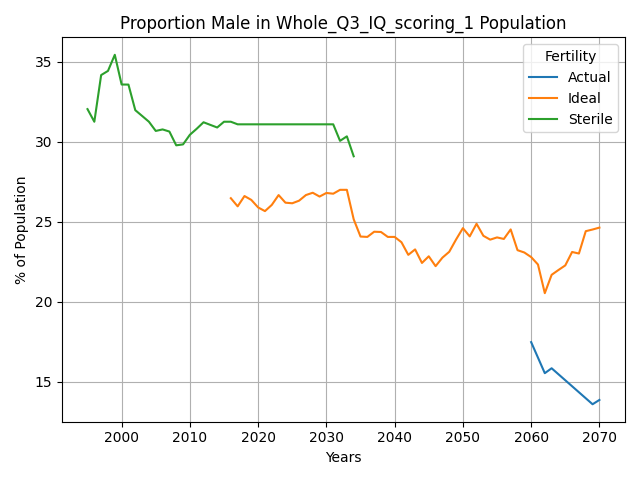 Proportion Male in Whole_Q3_IQ_scoring_1 Population
Fertility
Actual
Ideal
Sterile
% of Population
35
30
25
20
15
2000 2010 2020 2030 2040 2050 2060 2070
Years